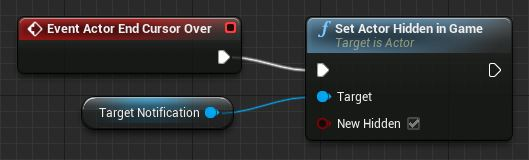 Event Actor End Cursor Over
Set Actor Hidden in Game
Target is Actor
Target
Target Notification
New Hidden